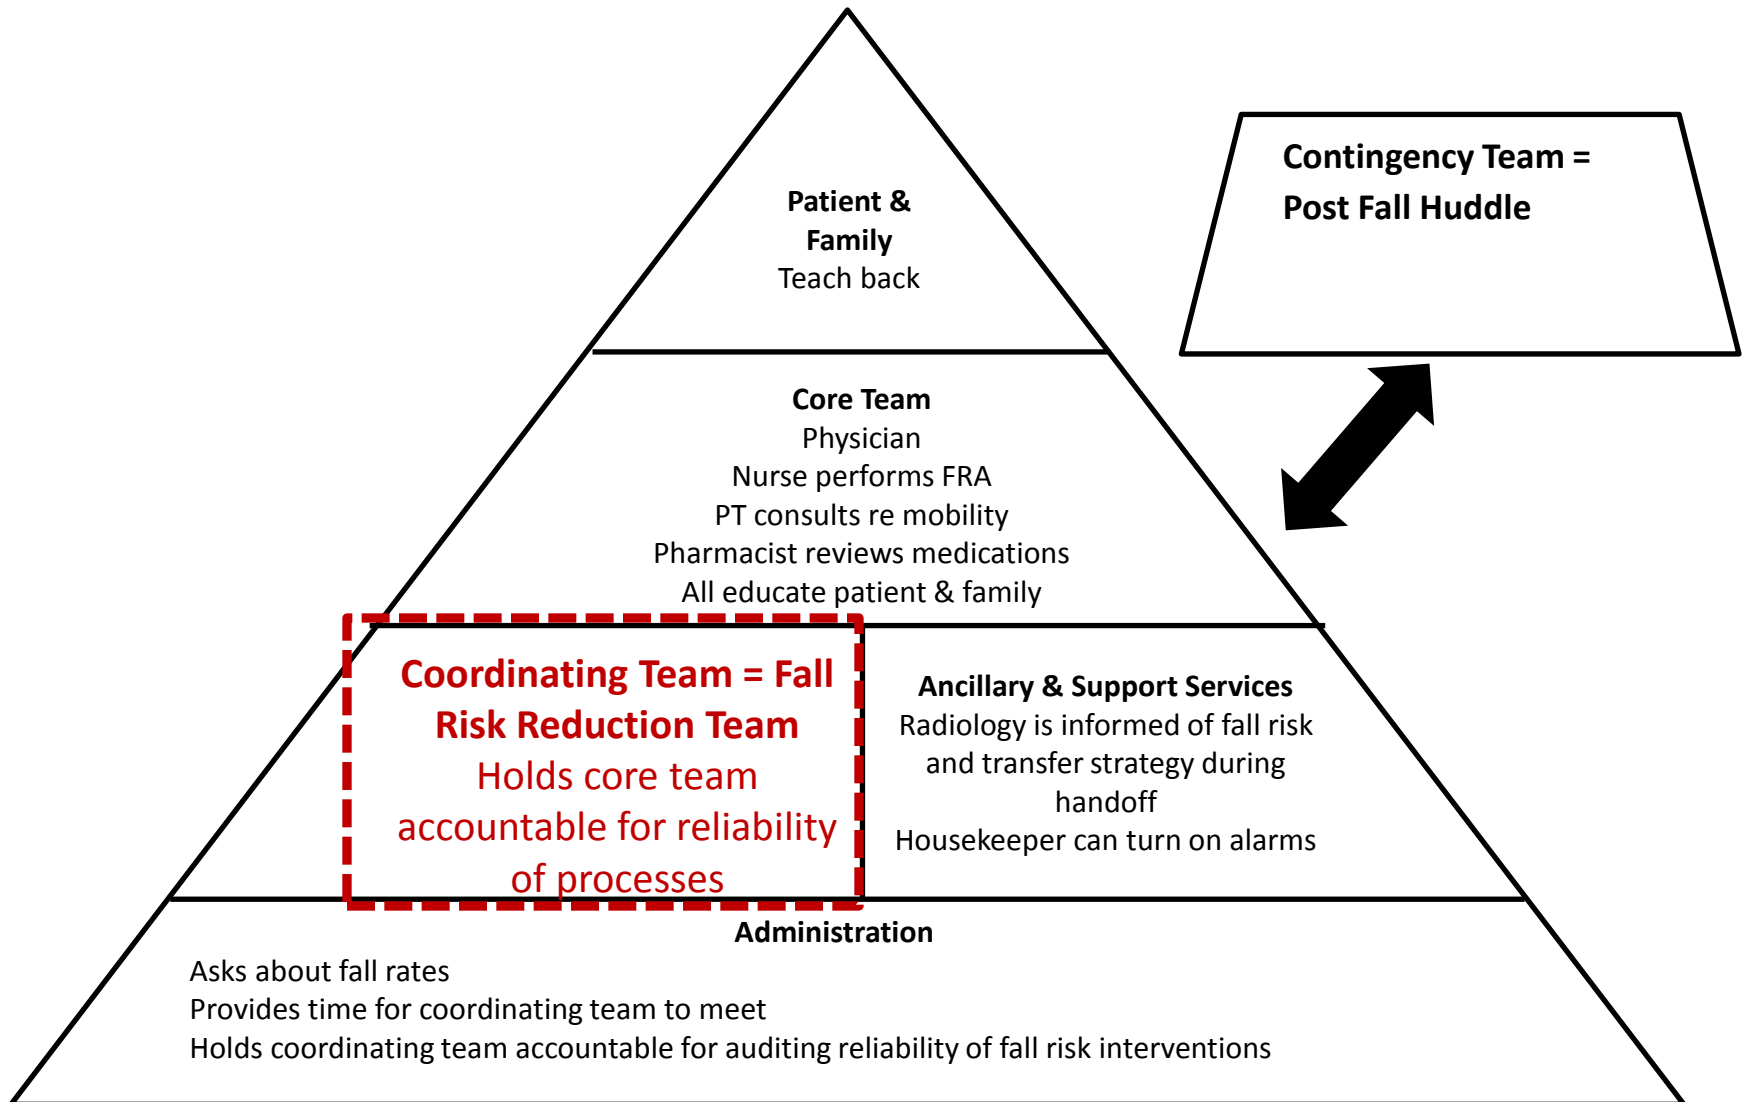 Patient &
Family
Teach back
Contingency Team =
Post Fall Huddle
Core Team
Physician
Nurse performs FRA
PT consults re mobility
Pharmacist reviews medications
All educate patient & family
Coordinating Team = Fall
Risk Reduction Team
Holds core team
accountable for reliability
of processes
Ancillary & Support Services
Radiology is informed of fall risk
and transfer strategy during
handoff
Housekeeper can turn on alarms
Administration
Asks about fall rates
Provides time for coordinating team to meet
Holds coordinating team accountable for auditing reliability of fall risk interventions